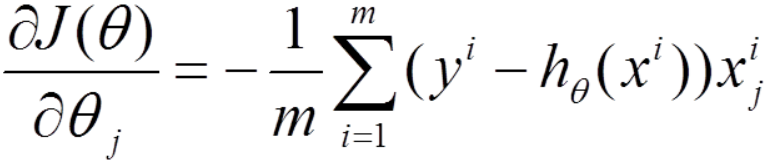 ∂J(θ)/∂θ_j = -1/m ∑_{i=1}^{m} (y^i - h_θ(x^i))x_j^i